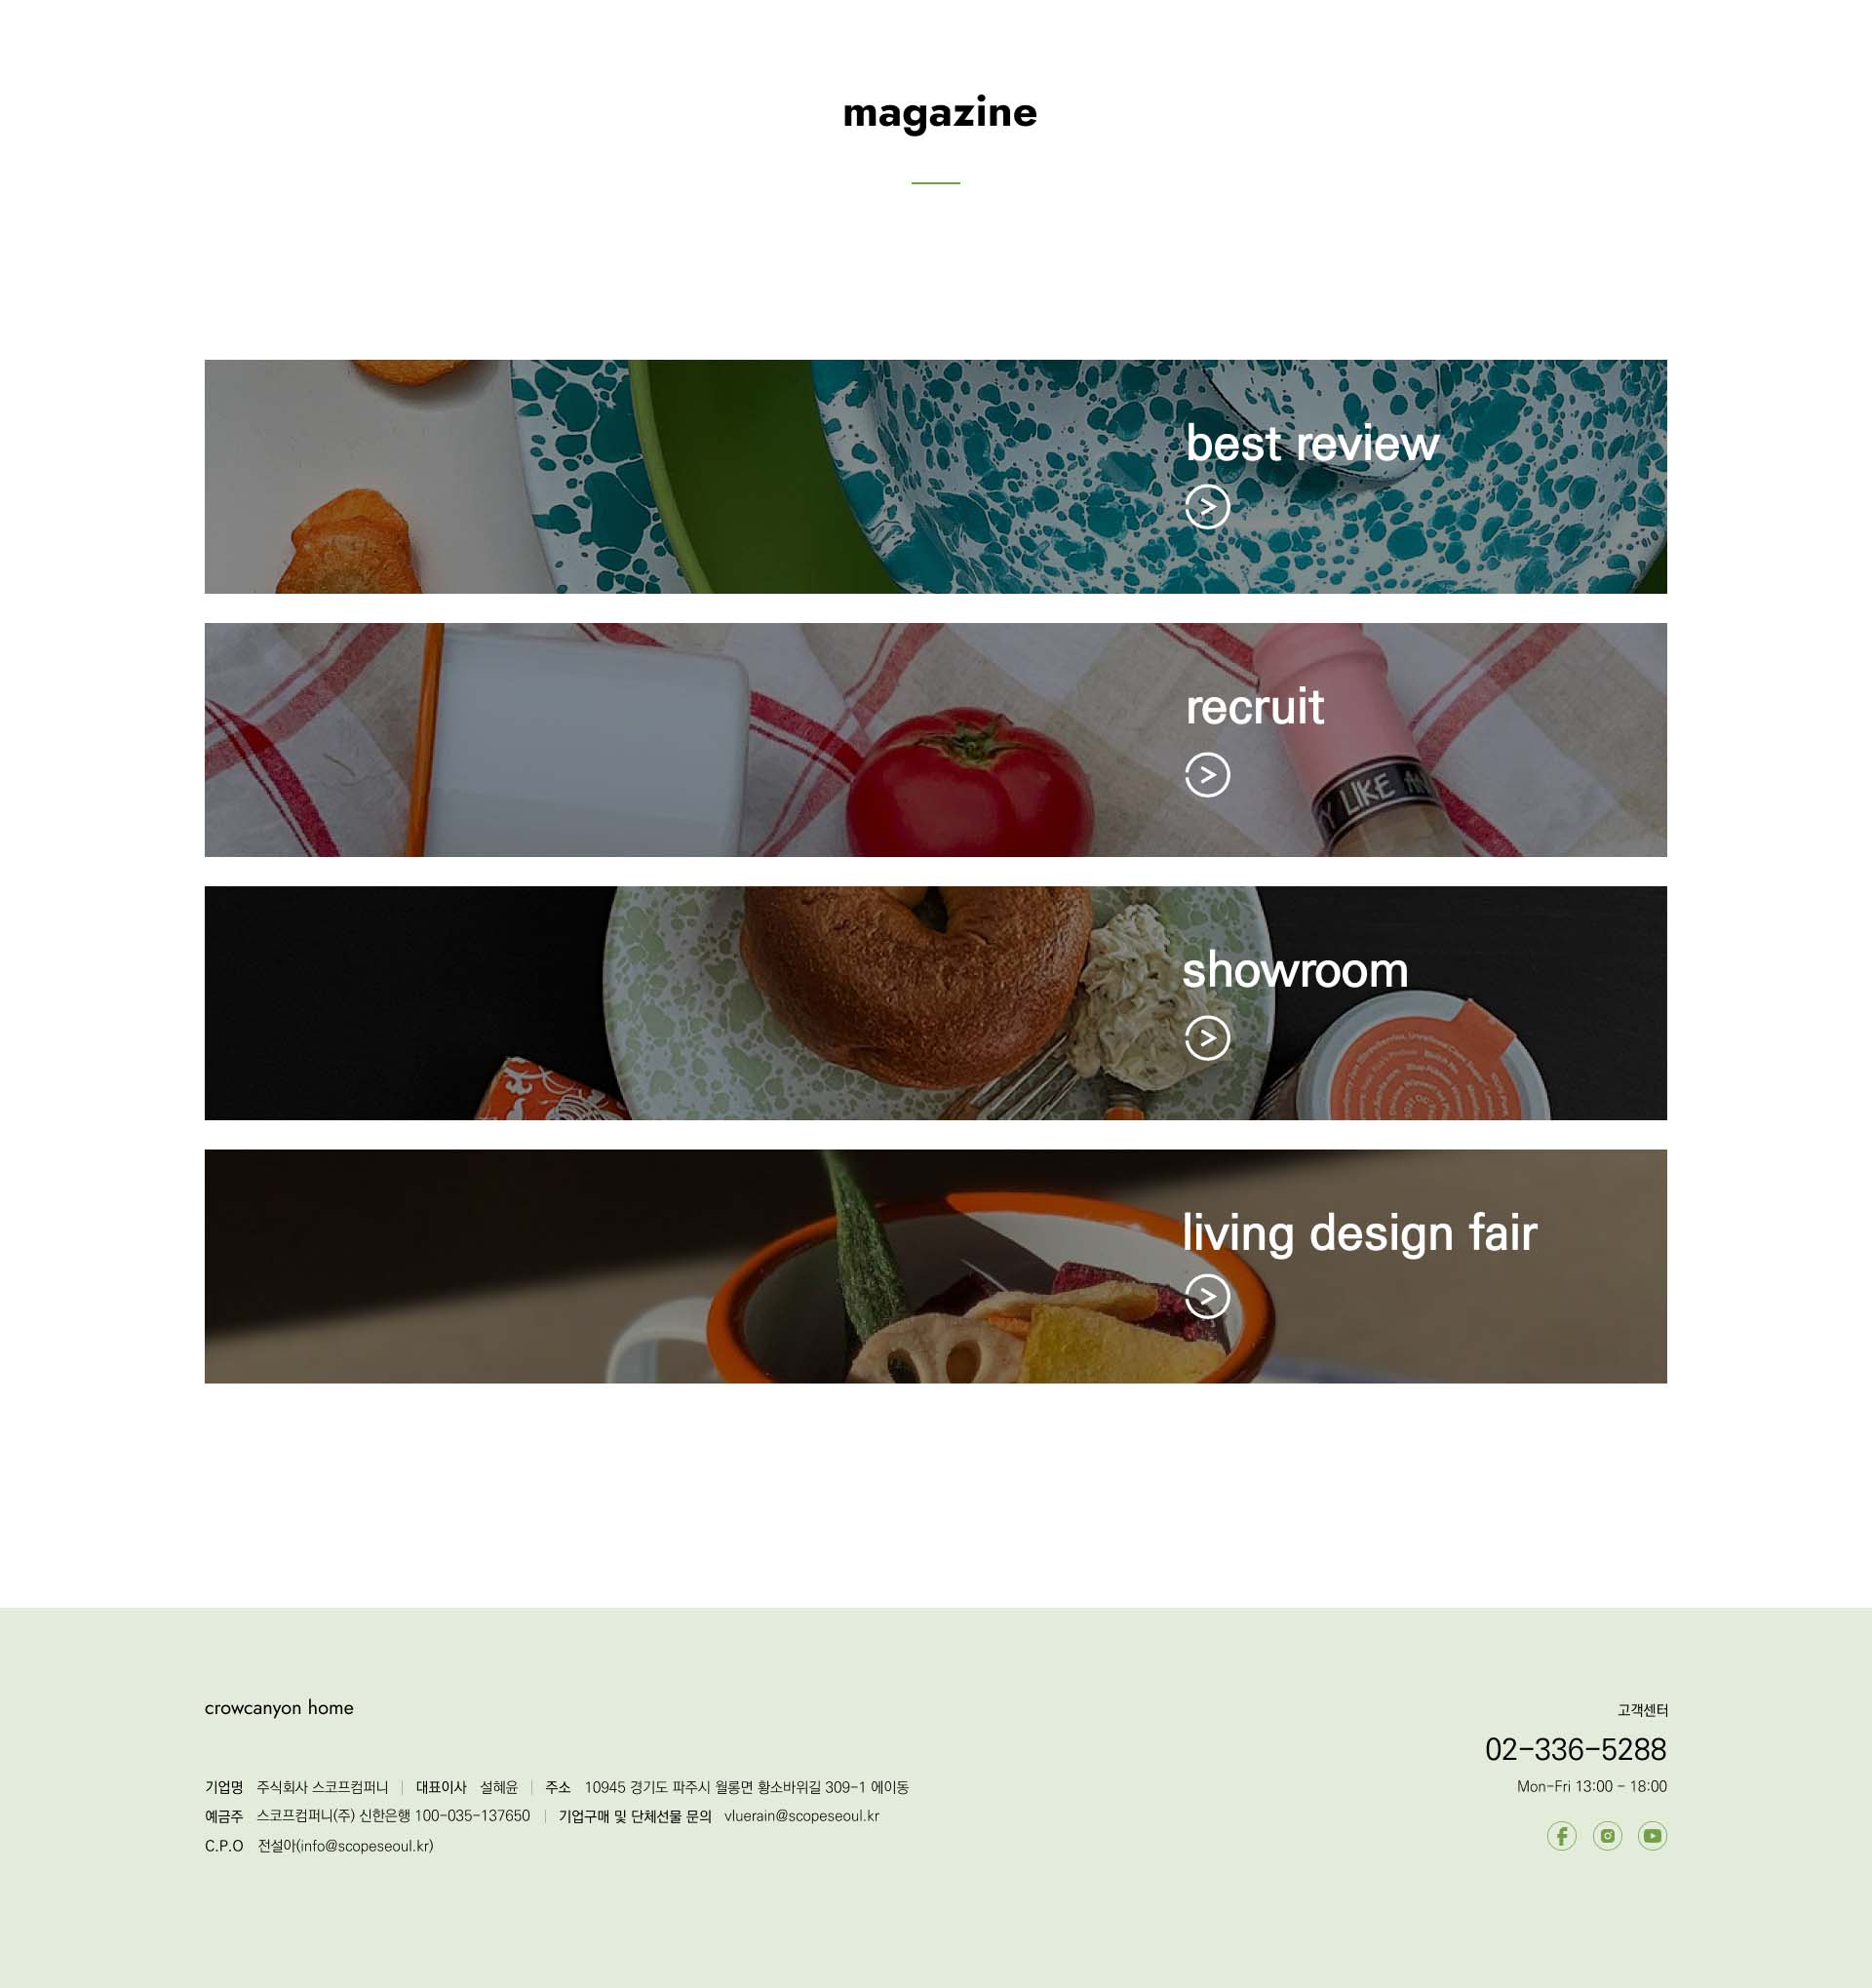 magazine
best review
recruit
LIKE
showroom
living design fair
crowcanyon home
고객센터
02-336-5288
기업명 주식회사 스코프컴퍼니 | 대표이사 설혜윤 | 주소 10945 경기도 파주시 월롱면 황소바위길 309-1 에이동
Mon-Fri 13:00 - 18:00
예금주 스코프컴퍼니(주) 신한은행 100-035-137650 | 기업구매 및 단체선물 문의 vluerain@scopeseoul.kr
C.P.O 전설아(info@scopeseoul.kr)